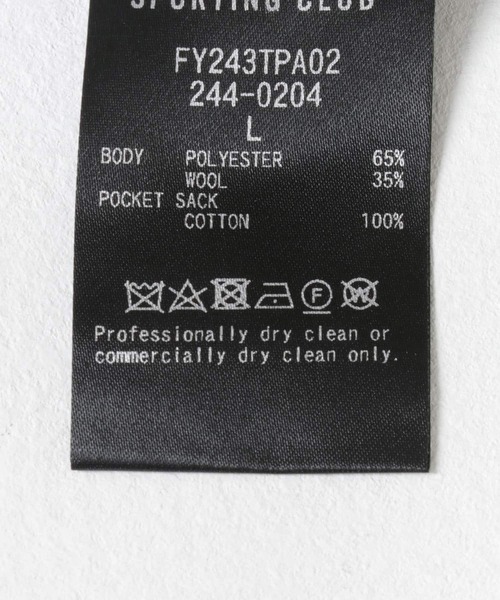 SPORTING CLUB
FY243TPA02
244-0204
L
BODY POLYESTER 65%
WOOL 35%
POCKET SACK
COTTON 100%
F W
Professionally dry clean or
commercially dry clean only.